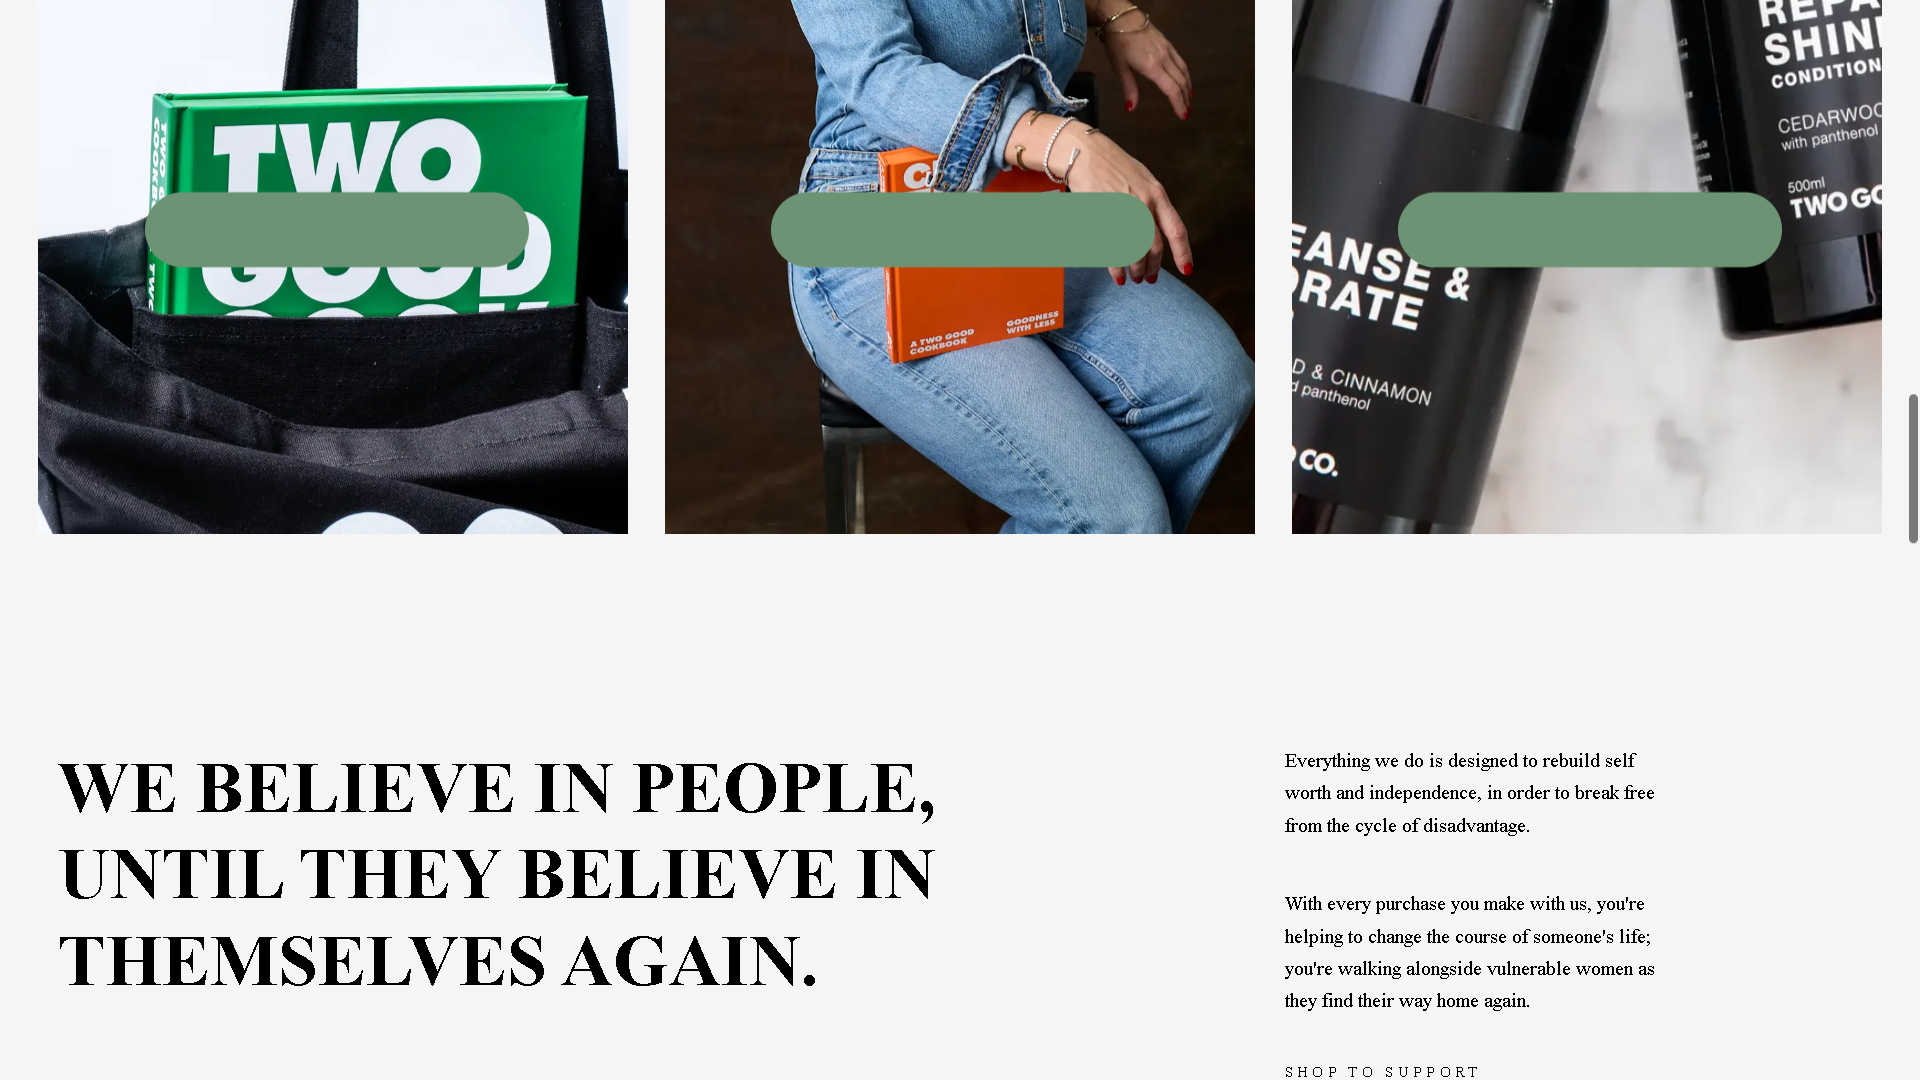 TWO
GOOD
REPA
SHIN
CONDITION
CEDARWOO
with panthenol
500ml
TWO GO
EANSE &
DRATE
A TWO GOOD
COOKBOOK
GOODNESS
WITH LESS
D & CINNAMON
d panthenol
CO.
WE BELIEVE IN PEOPLE,
UNTIL THEY BELIEVE IN
THEMSELVES AGAIN.
Everything we do is designed to rebuild self
worth and independence, in order to break free
from the cycle of disadvantage.
With every purchase you make with us, you're
helping to change the course of someone's life;
you're walking alongside vulnerable women as
they find their way home again.
SHOP TO SUPPORT